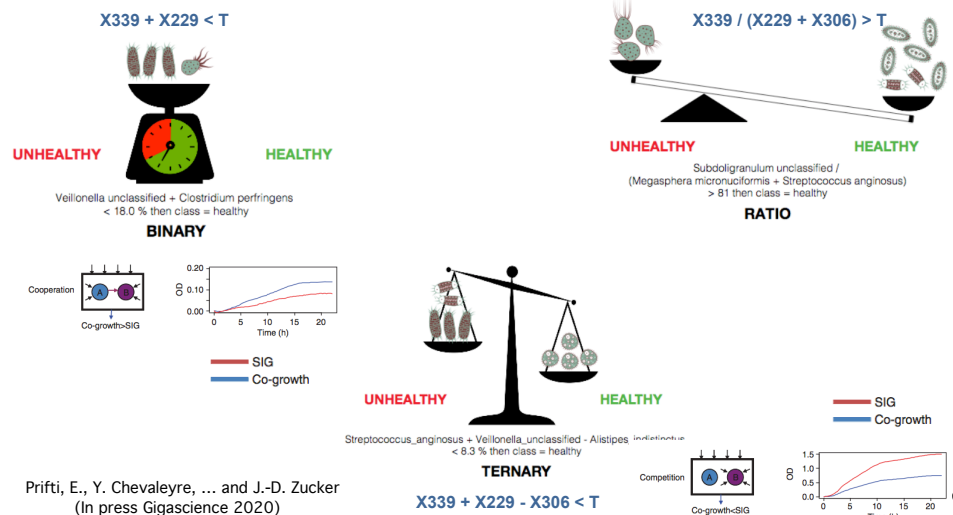 X339 + X229 < T
UNHEALTHY
HEALTHY
Veillonella unclassified + Clostridium perfringens
< 18.0 % then class = healthy
BINARY
X339 / (X229 + X306) > T
UNHEALTHY
HEALTHY
Subdoligranulum unclassified /
(Megasphera micronuciformis + Streptococcus anginosus)
> 81 then class = healthy
RATIO
Cooperation
A
B
Co-growth>SIG
OD
0.20
0.10
0.00
0
5
10
15
20
Time (h)
SIG
Co-growth
UNHEALTHY
HEALTHY
Streptococcus_anginosus + Veillonella_unclassified - Alistipes_indistinctus
< 8.3 % then class = healthy
TERNARY
X339 + X229 - X306 < T
SIG
Co-growth
Competition
A
B
Co-growth<SIG
OD
1.5
1.0
0.5
0.0
0
5
10
15
20
Prifti, E., Y. Chevaleyre, ... and J.-D. Zucker
(In press Gigascience 2020)